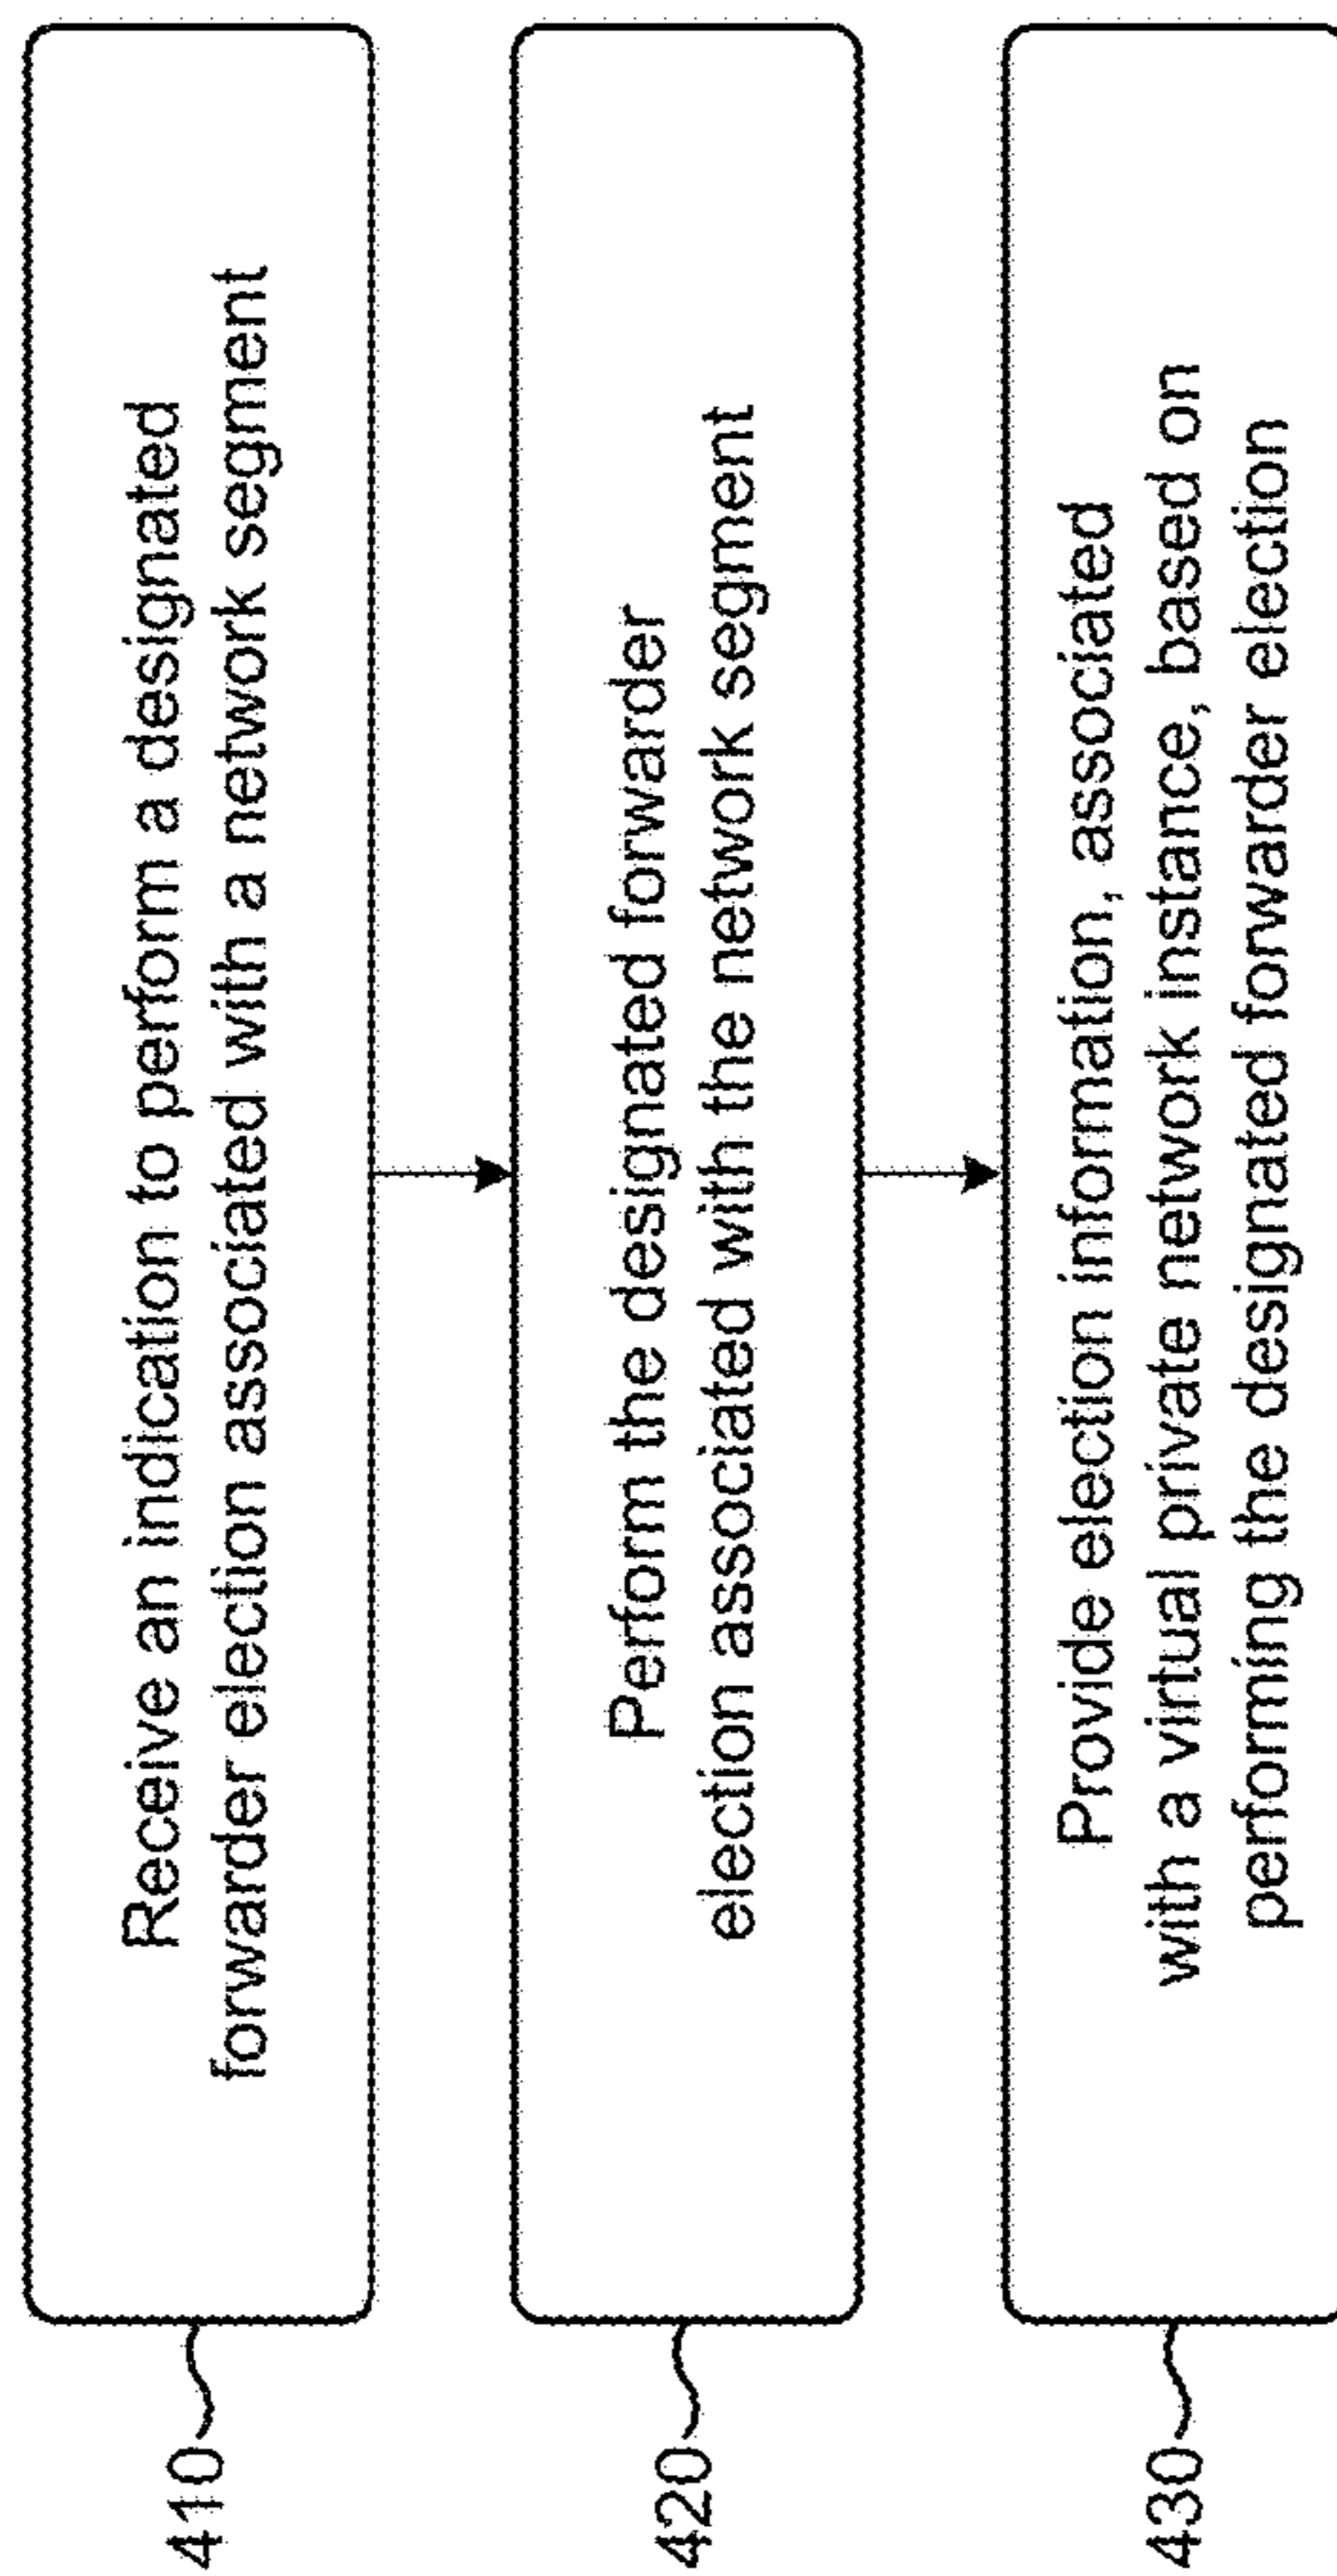 410
Receive an indication to perform a designated
forwarder election associated with a network segment
420
Perform the designated forwarder
election associated with the network segment
430
Provide election information, associated
with a virtual private network instance, based on
performing the designated forwarder election